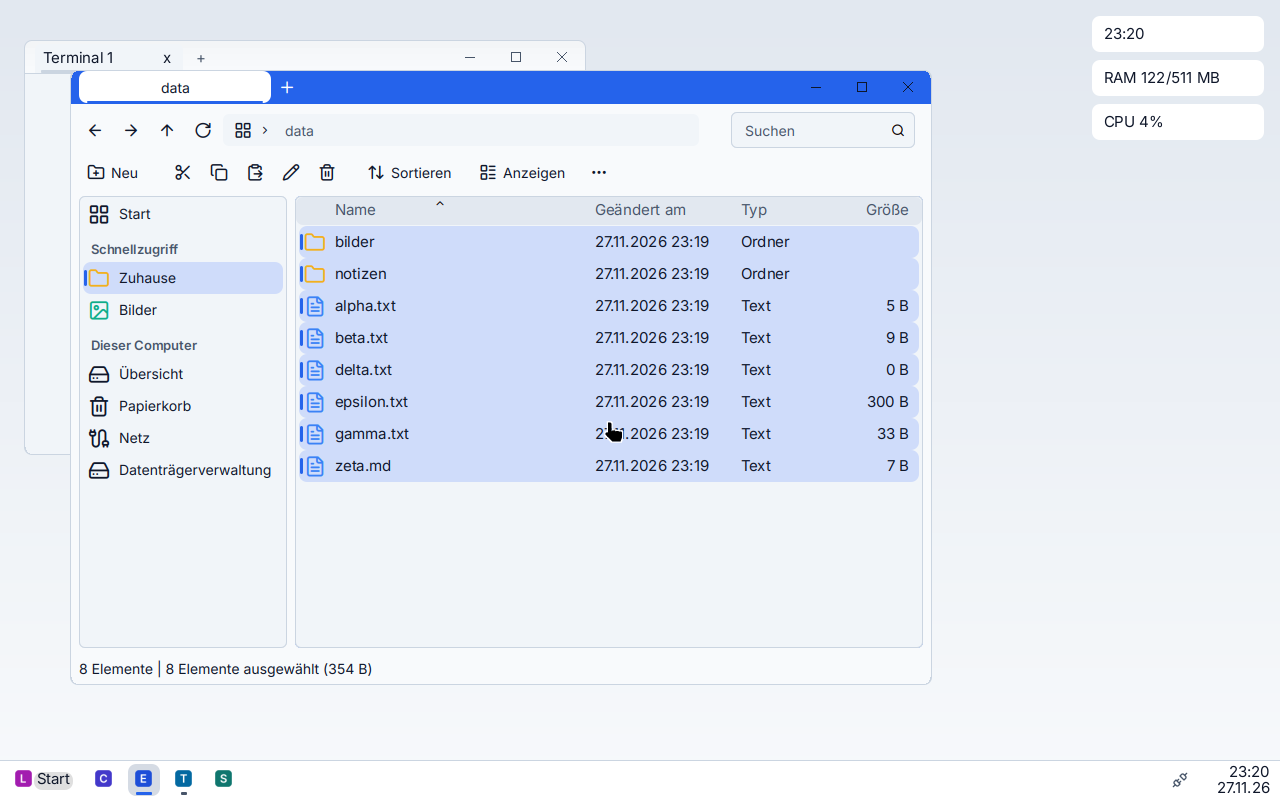 23:20
RAM 122/511 MB
CPU 4%
Terminal 1 x +
data
data Suchen
Neu Sortieren Anzeigen
Start
Schnellzugriff
Zuhause
Bilder
Dieser Computer
Übersicht
Papierkorb
Netz
Datenträgerverwaltung
Name Geändert am Typ Größe
bilder 27.11.2026 23:19 Ordner
notizen 27.11.2026 23:19 Ordner
alpha.txt 27.11.2026 23:19 Text 5 B
beta.txt 27.11.2026 23:19 Text 9 B
delta.txt 27.11.2026 23:19 Text 0 B
epsilon.txt 27.11.2026 23:19 Text 300 B
gamma.txt 27.11.2026 23:19 Text 33 B
zeta.md 27.11.2026 23:19 Text 7 B
8 Elemente | 8 Elemente ausgewählt (354 B)
L Start C E T S
23:20
27.11.26